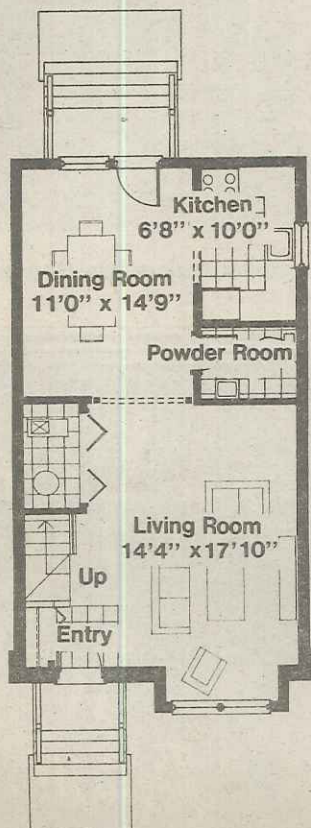 Kitchen
6'8" x 10'0"
Dining Room
11'0" x 14'9"
Powder Room
Living Room
14'4" x 17'10"
Up
Entry